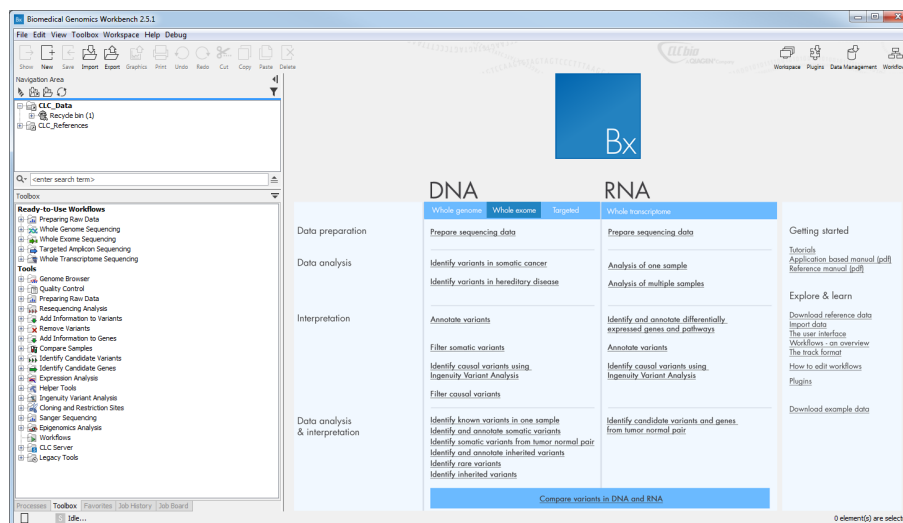 Bx Biomedical Genomics Workbench 2.5.1
File Edit View Toolbox Workspace Help Debug
Show New Save Import Export Graphics Print Undo Redo Cut Copy Paste Delete
CLC bio
Workspace Plugins Data Management Workflow
Navigation Area
CLC_Data
Recycle bin (1)
CLC_References
<enter search term>
Toolbox
Ready-to-Use Workflows
Preparing Raw Data
Whole Genome Sequencing
Whole Exome Sequencing
Targeted Amplicon Sequencing
Whole Transcriptome Sequencing
Tools
Genome Browser
Quality Control
Preparing Raw Data
Resequencing Analysis
Add Information to Variants
Remove Variants
Add Information to Genes
Compare Samples
Identify Candidate Variants
Identify Candidate Genes
Expression Analysis
Helper Tools
Ingenuity Variant Analysis
Cloning and Restriction Sites
Sanger Sequencing
Epigenomics Analysis
Workflows
CLC Server
Legacy Tools
Processes Toolbox Favorites Job History Job Board
Idle...
0 element(s) are select
Bx
DNA
RNA
Whole genome Whole exome Targeted
Whole transcriptome
Data preparation
Prepare sequencing data
Prepare sequencing data
Data analysis
Identify variants in somatic cancer
Identify variants in hereditary disease
Analysis of one sample
Analysis of multiple samples
Interpretation
Annotate variants
Filter somatic variants
Identify causal variants using
Ingenuity Variant Analysis
Filter causal variants
Identify and annotate differentially
expressed genes and pathways
Annotate variants
Identify causal variants using
Ingenuity Variant Analysis
Data analysis
& interpretation
Identify known variants in one sample
Identify and annotate somatic variants
Identify somatic variants from tumor normal pair
Identify and annotate inherited variants
Identify rare variants
Identify inherited variants
Identify candidate variants and genes
from tumor normal pair
Compare variants in DNA and RNA
Getting started
Tutorials
Application based manual (pdf)
Reference manual (pdf)
Explore & learn
Download reference data
Import data
The user interface
Workflows - an overview
The track format
How to edit workflows
Plugins
Download example data